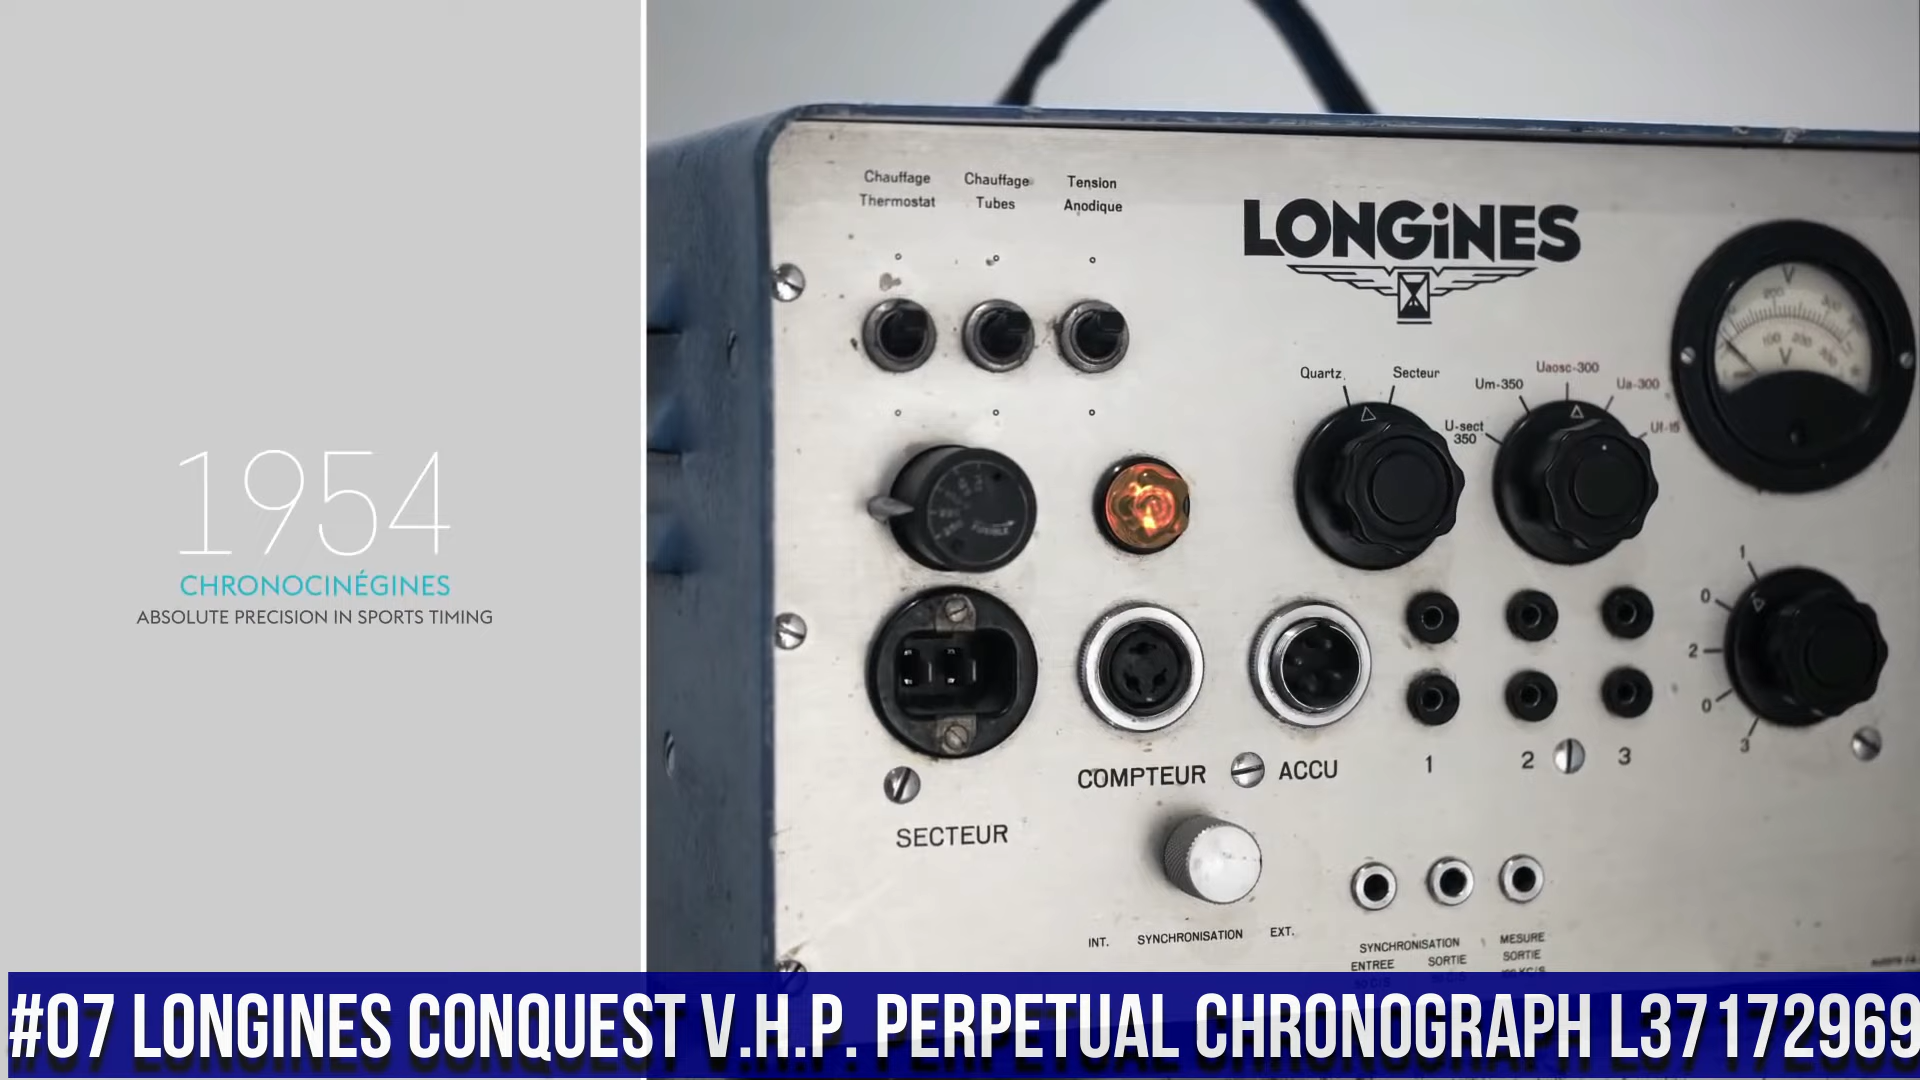 1954
CHRONOCINÉGINES
ABSOLUTE PRECISION IN SPORTS TIMING
Chauffage Thermostat
Chauffage Tubes
Tension Anodique
LONGiNES
Quartz
Secteur
U-sect 350
Um-350
Uaosc-300
Ua-300
Uf-15
V
V
FUSIBLE
1
0
2
0
3
COMPTEUR
ACCU
1
2
3
SECTEUR
INT.
SYNCHRONISATION
EXT.
SYNCHRONISATION
ENTREE
SORTIE
MESURE
SORTIE
#07 LONGINES CONQUEST V.H.P. PERPETUAL CHRONOGRAPH L37172969